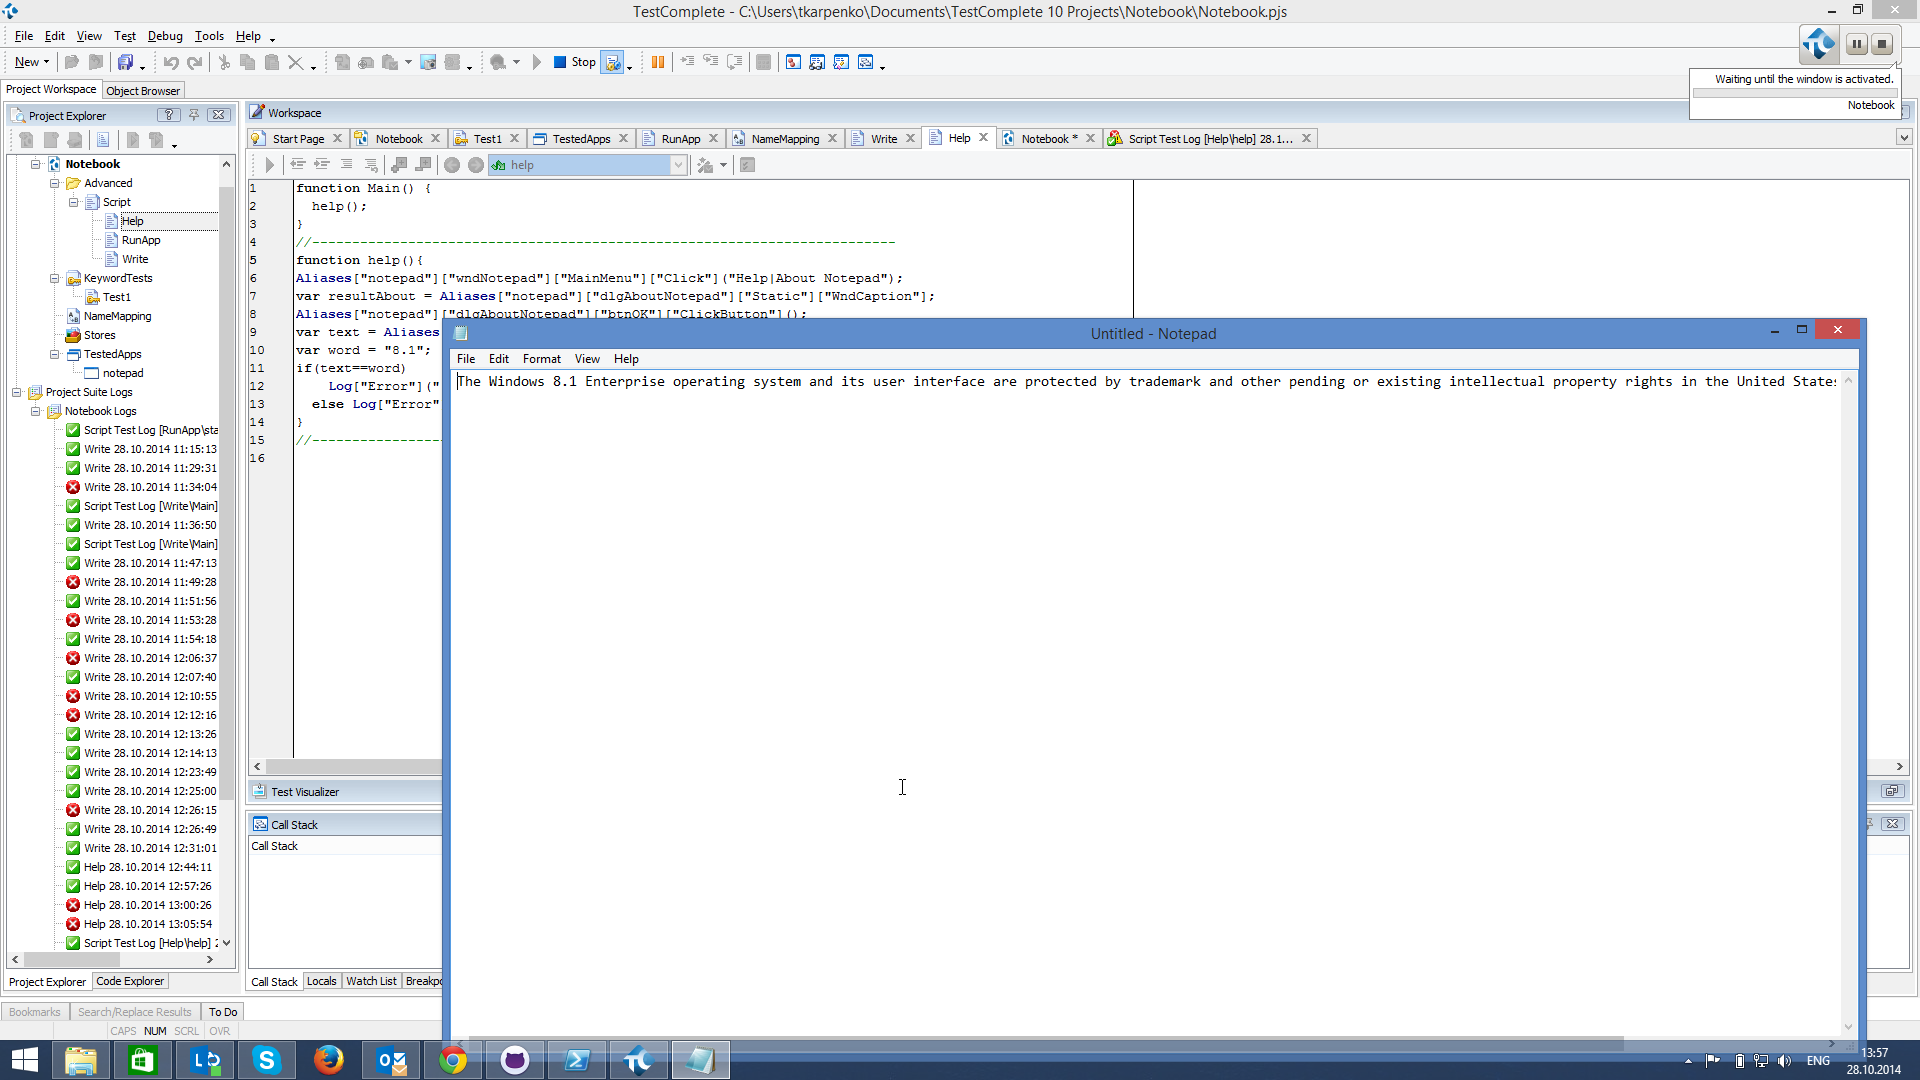 TestComplete - C:\Users\tkarpenko\Documents\TestComplete 10 Projects\Notebook\Notebook.pjs
File Edit View Test Debug Tools Help
New Stop
Waiting until the window is activated.
Notebook
Project Workspace Object Browser
Project Explorer
Workspace
Start Page Notebook Test1 TestedApps RunApp NameMapping Write Help Notebook * Script Test Log [Help\help] 28.1...
help
Notebook
Advanced
Script
Help
RunApp
Write
KeywordTests
Test1
NameMapping
Stores
TestedApps
notepad
Project Suite Logs
Notebook Logs
Script Test Log [RunApp\sta
Write 28.10.2014 11:15:13
Write 28.10.2014 11:29:31
Write 28.10.2014 11:34:04
Script Test Log [Write\Main]
Write 28.10.2014 11:36:50
Script Test Log [Write\Main]
Write 28.10.2014 11:47:13
Write 28.10.2014 11:49:28
Write 28.10.2014 11:51:56
Write 28.10.2014 11:53:28
Write 28.10.2014 11:54:18
Write 28.10.2014 12:06:37
Write 28.10.2014 12:07:40
Write 28.10.2014 12:10:55
Write 28.10.2014 12:12:16
Write 28.10.2014 12:13:26
Write 28.10.2014 12:14:13
Write 28.10.2014 12:23:49
Write 28.10.2014 12:25:00
Write 28.10.2014 12:26:15
Write 28.10.2014 12:26:49
Write 28.10.2014 12:31:01
Help 28.10.2014 12:44:11
Help 28.10.2014 12:57:26
Help 28.10.2014 13:00:26
Help 28.10.2014 13:05:54
Script Test Log [Help\help] 2
Project Explorer Code Explorer
1 function Main() {
2 help();
3 }
4 //-------------------------------------------------------------------------
5 function help(){
6 Aliases["notepad"]["wndNotepad"]["MainMenu"]["Click"]("Help|About Notepad");
7 var resultAbout = Aliases["notepad"]["dlgAboutNotepad"]["Static"]["WndCaption"];
8 Aliases["notepad"]["dlgAboutNotepad"]["btnOK"]["ClickButton"]();
9 var text = Aliases
10 var word = "8.1";
11 if(text==word)
12 Log["Error"]("
13 else Log["Error"
14 }
15 //----------------
16
Untitled - Notepad
File Edit Format View Help
The Windows 8.1 Enterprise operating system and its user interface are protected by trademark and other pending or existing intellectual property rights in the United States
Test Visualizer
Call Stack
Call Stack
Call Stack Locals Watch List Breakpo
Bookmarks Search/Replace Results To Do
CAPS NUM SCRL OVR
ENG
13:57
28.10.2014